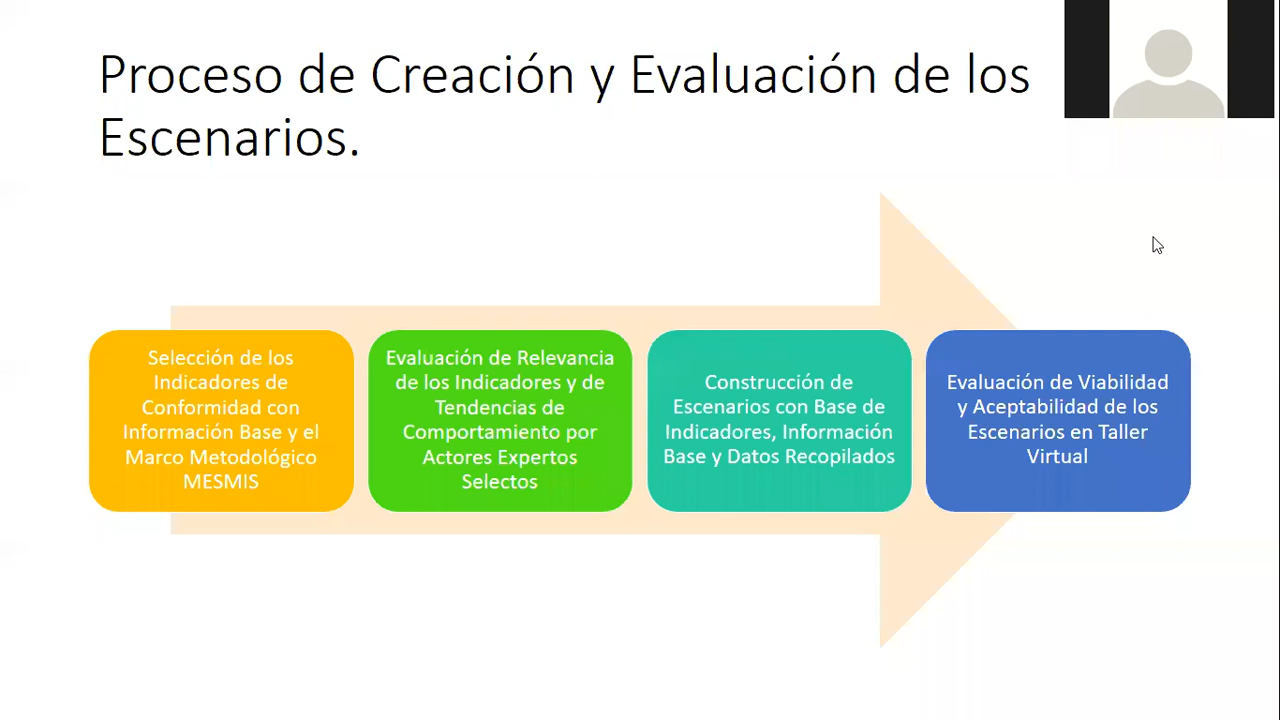 Proceso de Creación y Evaluación de los
Escenarios.
Selección de los
Indicadores de
Conformidad con
Información Base y el
Marco Metodológico
MESMIS
Evaluación de Relevancia
de los Indicadores y de
Tendencias de
Comportamiento por
Actores Expertos
Selectos
Construcción de
Escenarios con Base de
Indicadores, Información
Base y Datos Recopilados
Evaluación de Viabilidad
y Aceptabilidad de los
Escenarios en Taller
Virtual